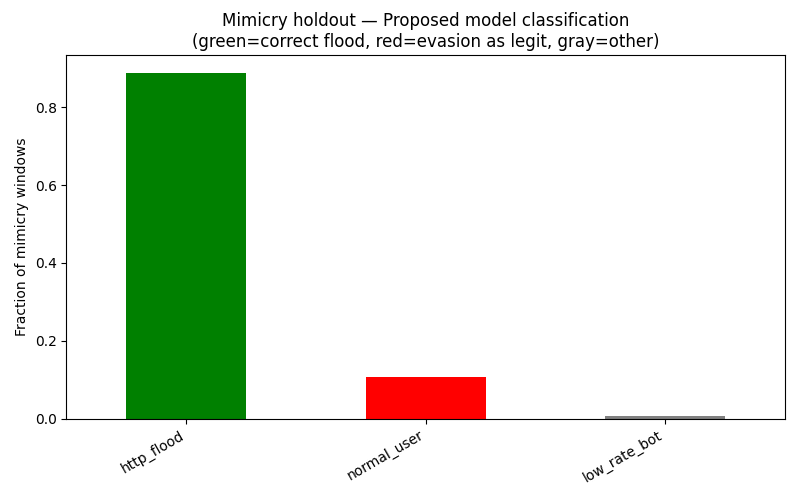 Mimicry holdout — Proposed model classification
(green=correct flood, red=evasion as legit, gray=other)
Fraction of mimicry windows
0.8
0.6
0.4
0.2
0.0
http_flood
normal_user
low_rate_bot